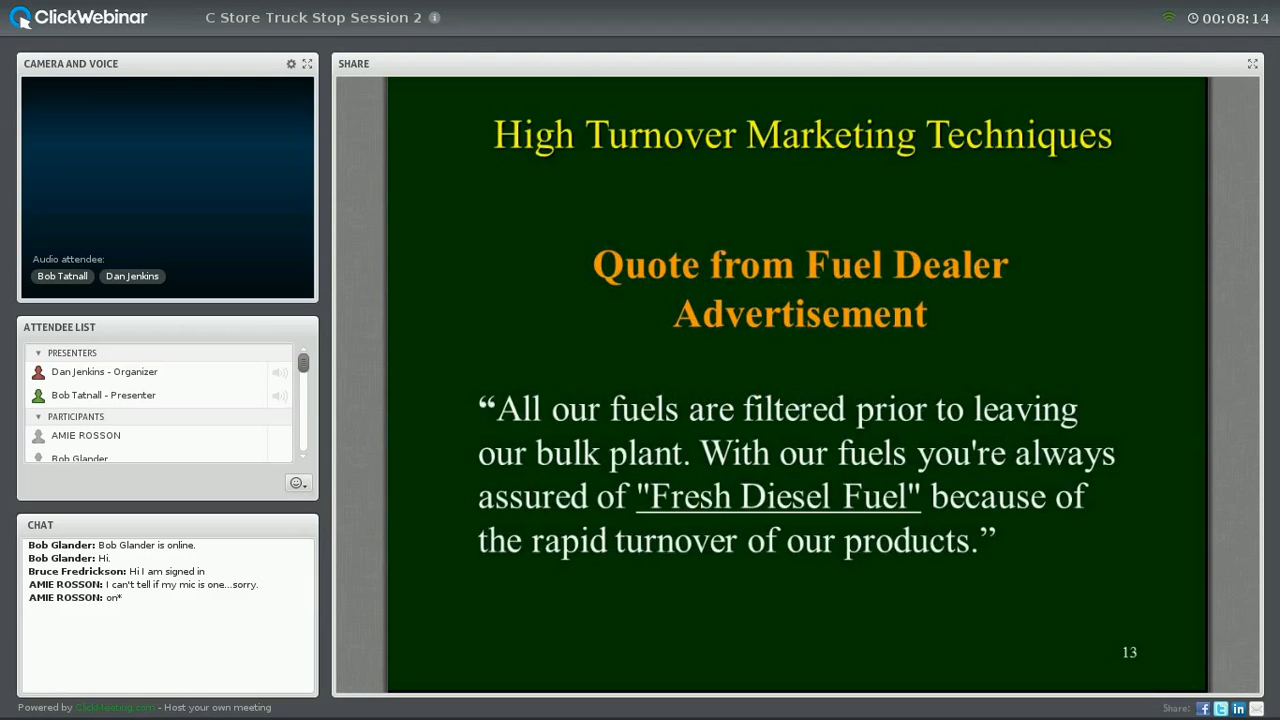 ClickWebinar
C Store Truck Stop Session 2
00:08:14
CAMERA AND VOICE
Audio attendee:
Bob Tatnall
Dan Jenkins
ATTENDEE LIST
PRESENTERS
Dan Jenkins - Organizer
Bob Tatnall - Presenter
PARTICIPANTS
AMIE ROSSON
Bob Glander
CHAT
Bob Glander: Bob Glander is online.
Bob Glander: Hi.
Bruce Fredrickson: Hi I am signed in
AMIE ROSSON: I can't tell if my mic is one...sorry.
AMIE ROSSON: on*
SHARE
High Turnover Marketing Techniques
Quote from Fuel Dealer
Advertisement
“All our fuels are filtered prior to leaving
our bulk plant. With our fuels you're always
assured of "Fresh Diesel Fuel" because of
the rapid turnover of our products.”
13
Powered by ClickMeeting.com - Host your own meeting
Share: